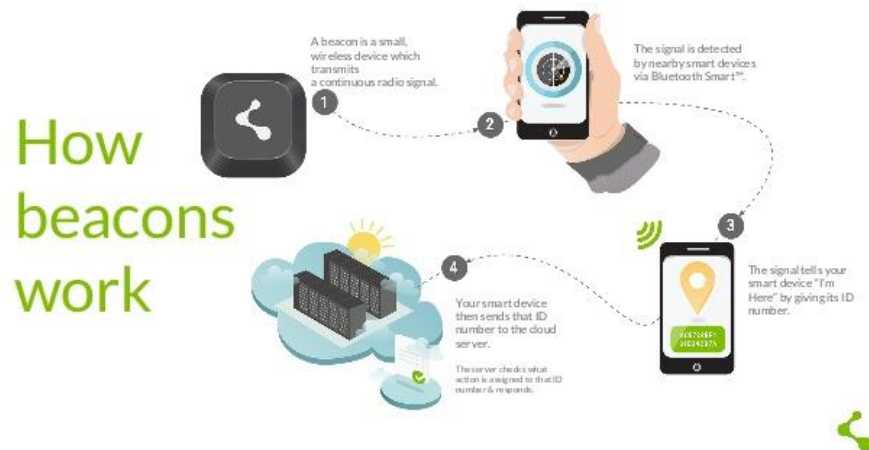 How
beacons
work
A beacon is a small,
wireless device which
transmits
a continuous radio signal.
1
2
The signal is detected
by nearby smart devices
via Bluetooth Smart™.
3
The signal tells your
smart device "I'm
Here" by giving its ID
number.
4
Your smart device
then sends that ID
number to the cloud
server.
The server checks what
action is assigned to that ID
number & responds.